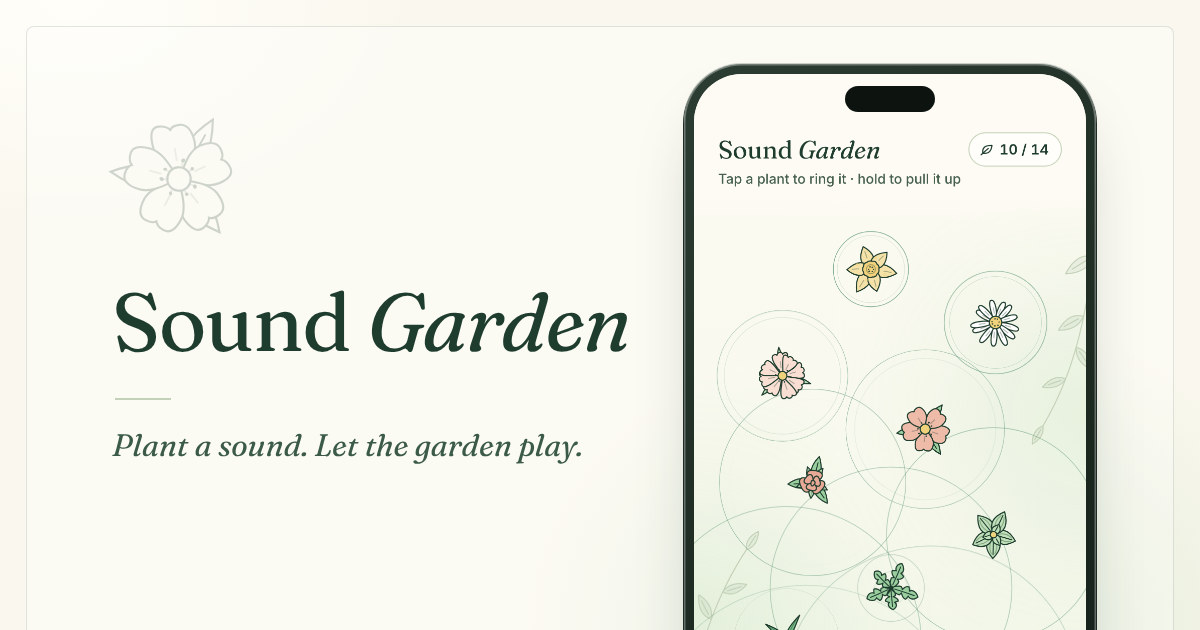 Sound Garden
Plant a sound. Let the garden play.
Sound Garden
10 / 14
Tap a plant to ring it · hold to pull it up